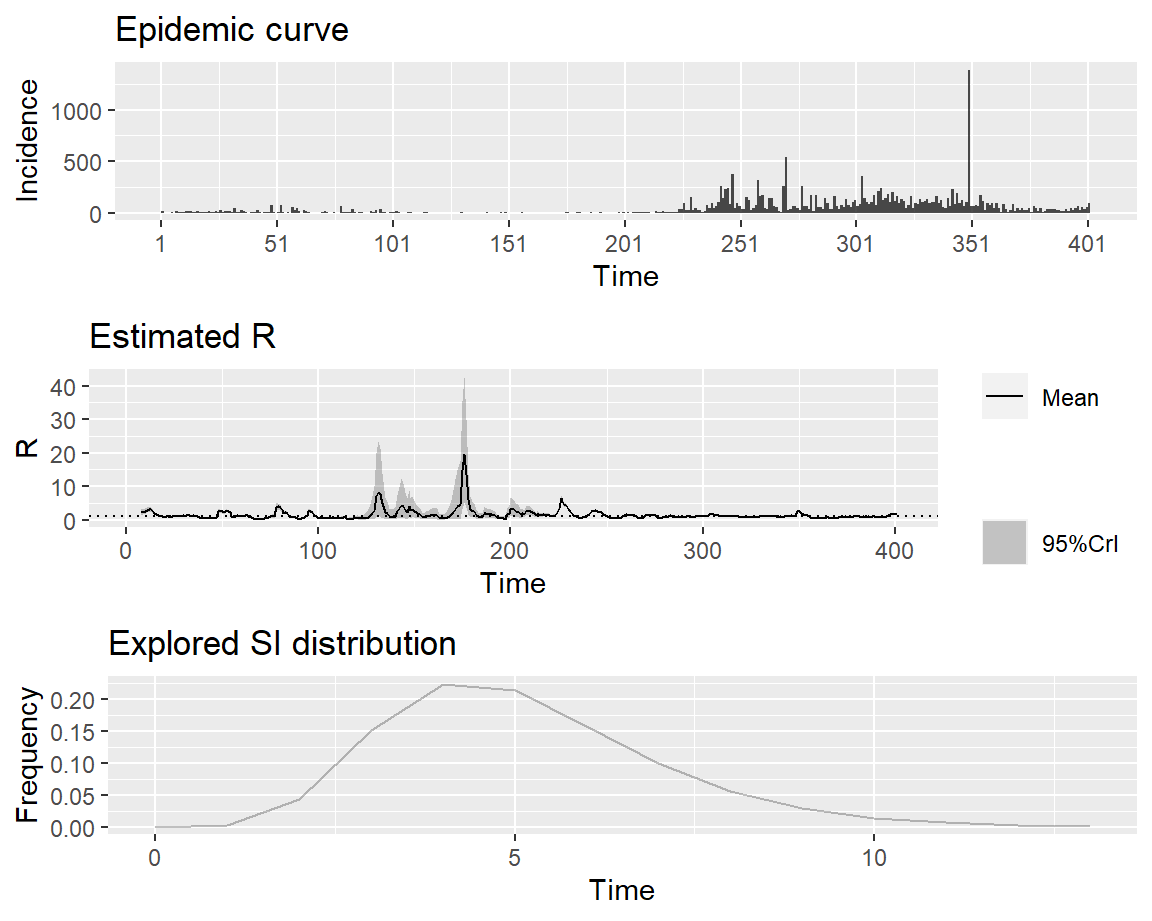 Epidemic curve
Incidence
1000
500
0
1 51 101 151 201 251 301 351 401
Time
Estimated R
R
40
30
20
10
0
0 100 200 300 400
Time
Mean
95%CrI
Explored SI distribution
Frequency
0.20
0.15
0.10
0.05
0.00
0 5 10
Time